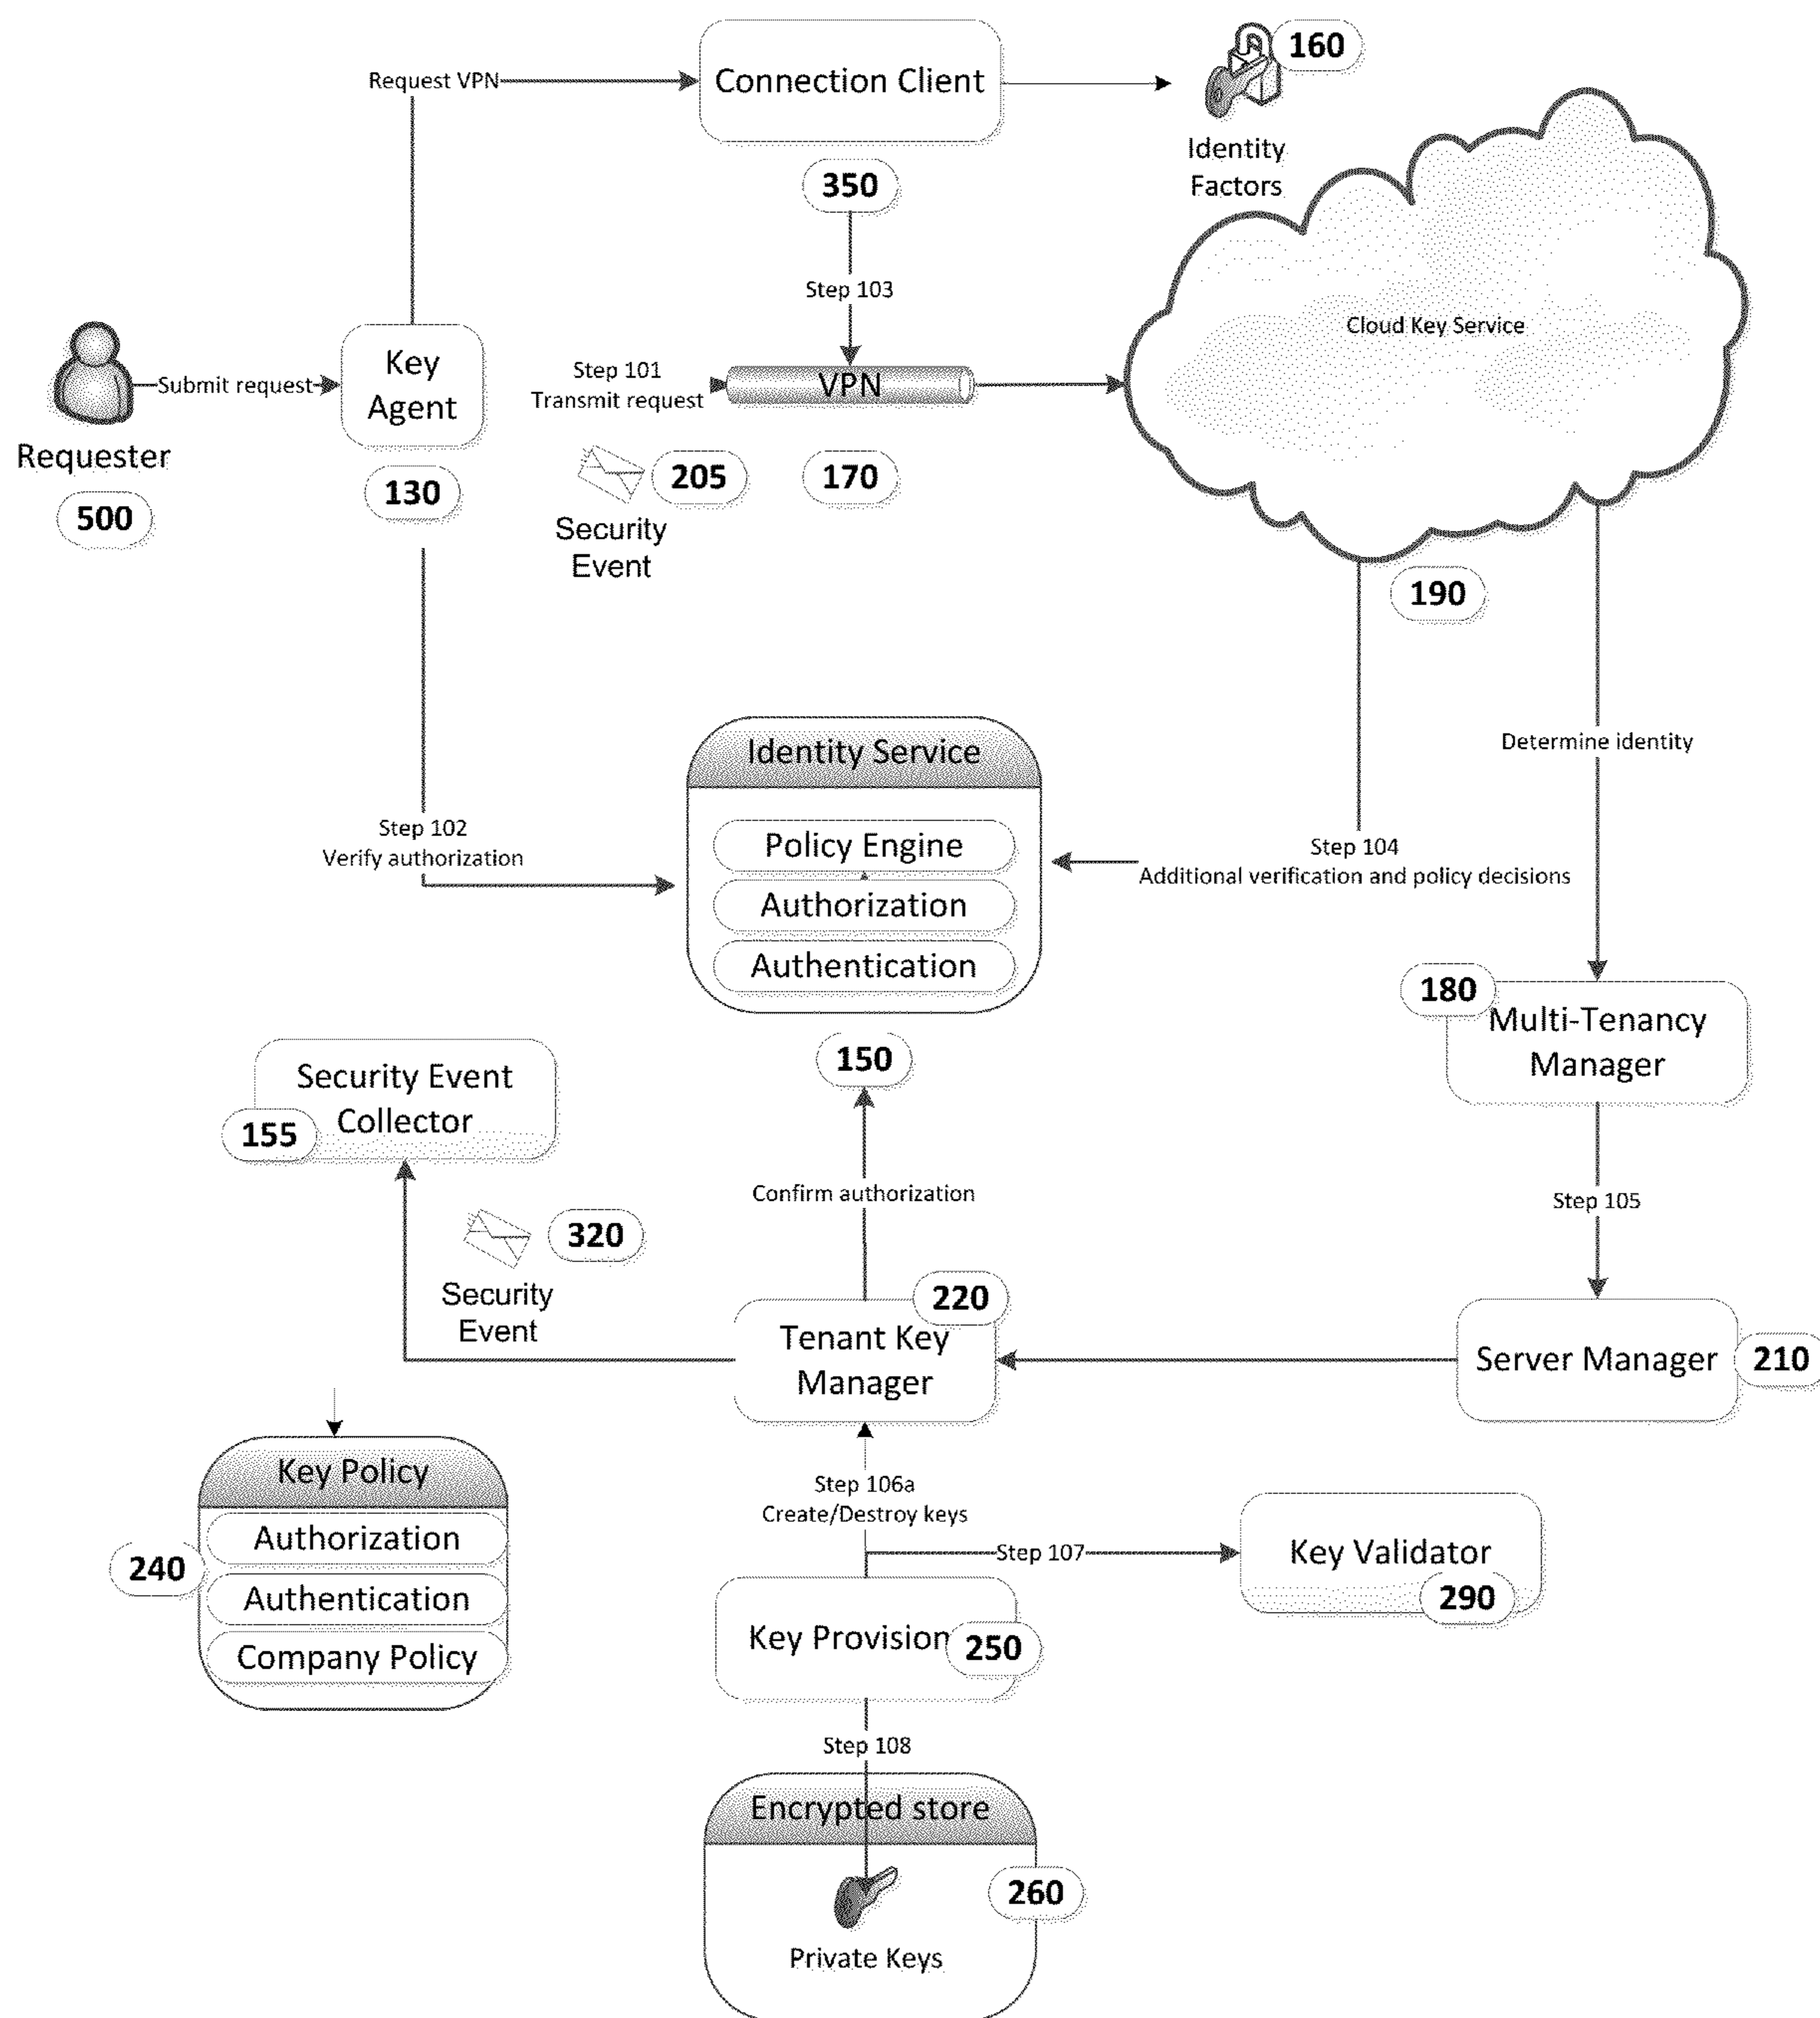 Request VPN
Connection Client
160
Identity
Factors
350
Step 103
Cloud Key Service
Requester
500
Submit request
Key
Agent
130
Step 101
Transmit request
VPN
205
170
Security
Event
190
Determine identity
Identity Service
Policy Engine
Authorization
Authentication
150
Step 102
Verify authorization
Step 104
Additional verification and policy decisions
180
Multi-Tenancy
Manager
Security Event
Collector
155
Confirm authorization
Step 105
320
Security
Event
220
Tenant Key
Manager
Server Manager
210
Key Policy
Authorization
Authentication
Company Policy
240
Step 106a
Create/Destroy keys
Step 107
Key Validator
290
Key Provision
250
Step 108
Encrypted store
260
Private Keys